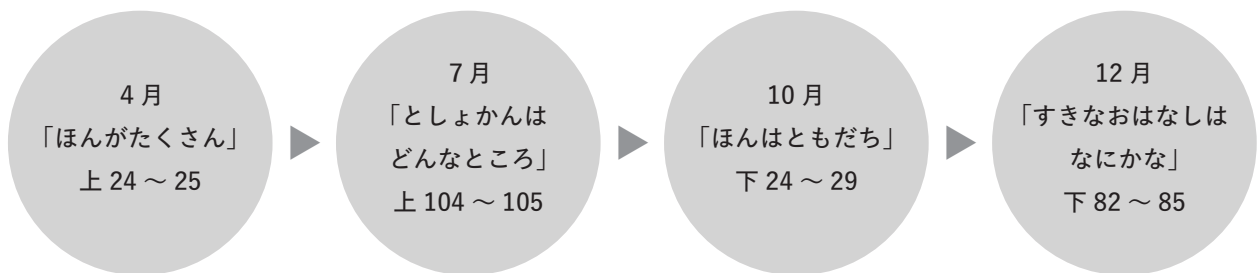 4 月
「ほんがたくさん」
上 24 ～ 25
7 月
「としょかんは
どんなところ」
上 104 ～ 105
10 月
「ほんはともだち」
下 24 ～ 29
12 月
「すきなおはなしは
なにかな」
下 82 ～ 85